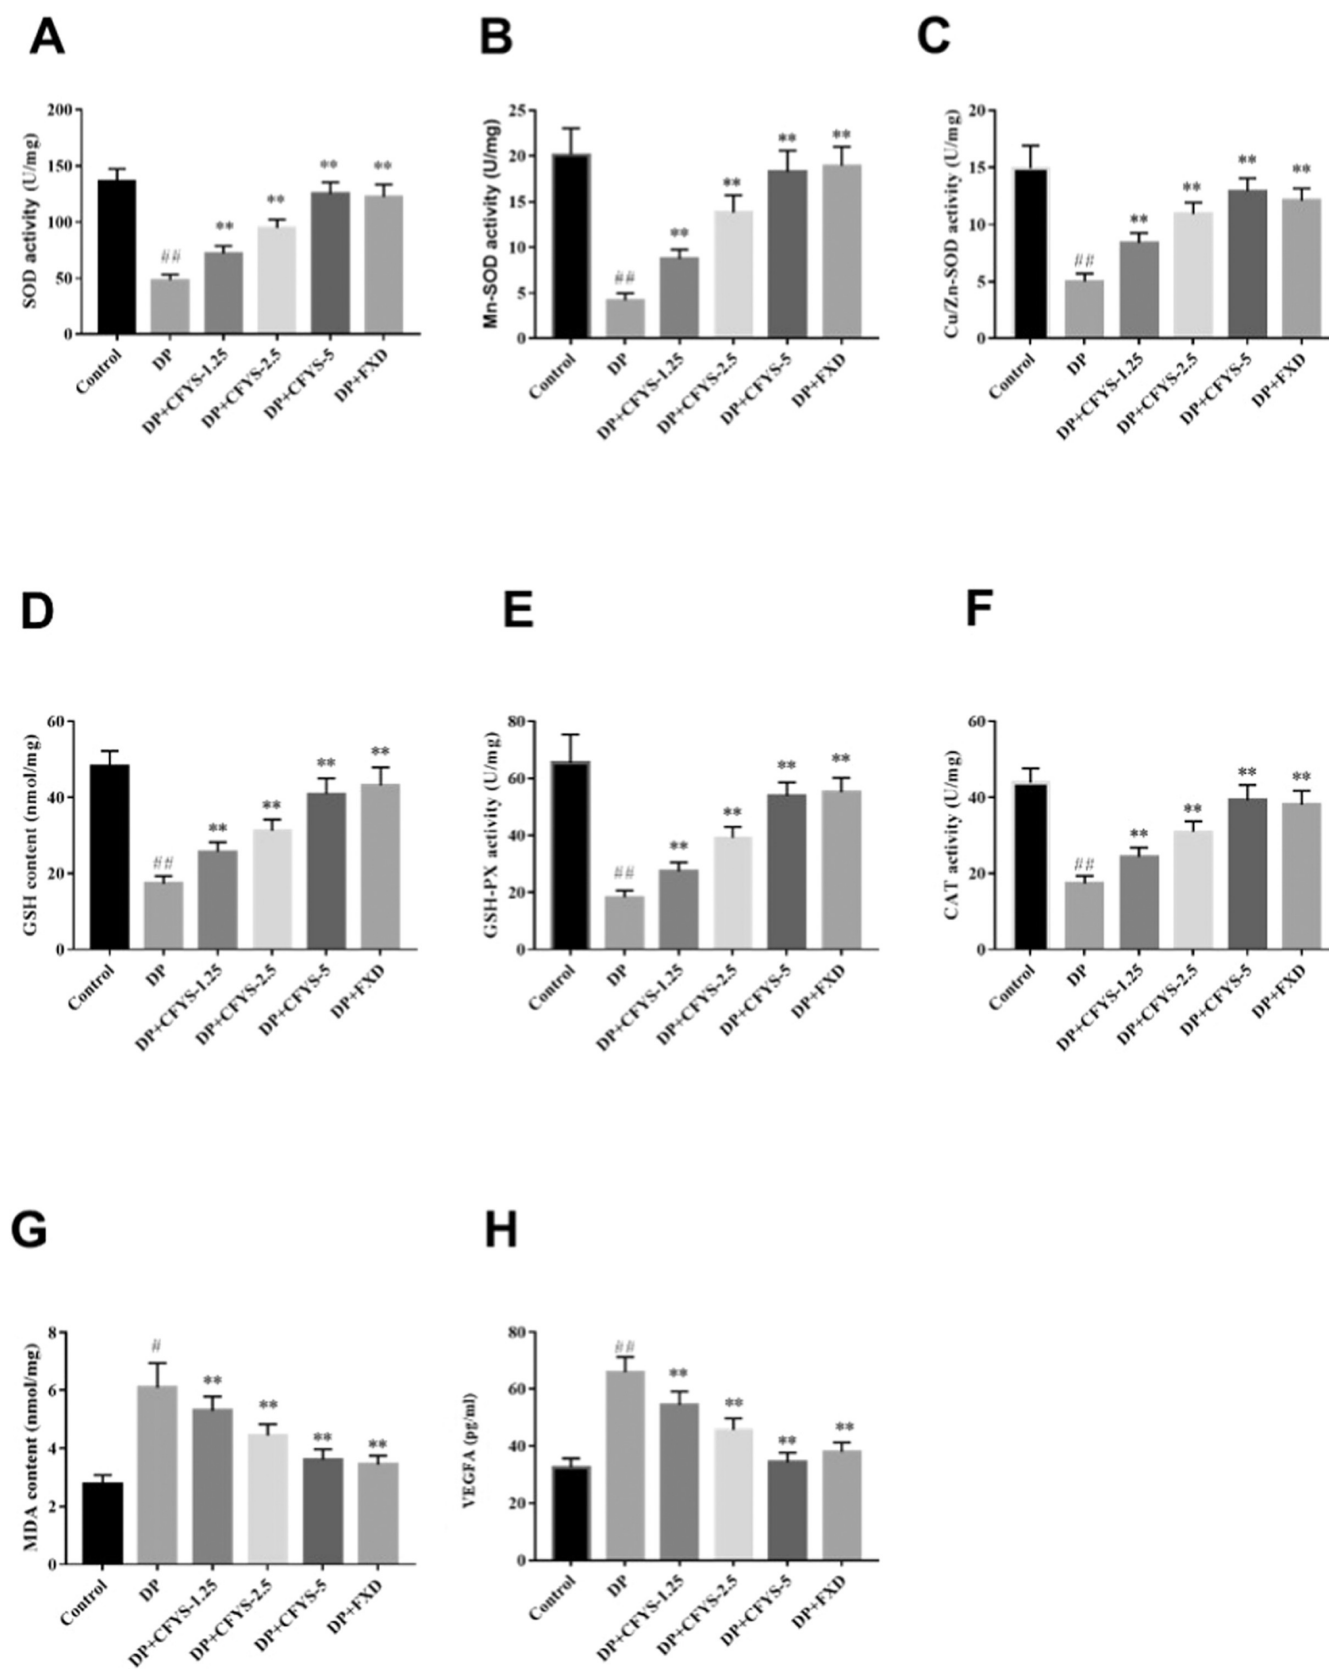 A
B
C
SOD activity (U/mg)
200
150
100
50
0
##
**
**
**
**
Control
DP
DP+CFYS-1.25
DP+CFYS-2.5
DP+CFYS-5
DP+FXD
Mn-SOD activity (U/mg)
25
20
15
10
5
0
##
**
**
**
**
Control
DP
DP+CFYS-1.25
DP+CFYS-2.5
DP+CFYS-5
DP+FXD
Cu/Zn-SOD activity (U/mg)
20
15
10
5
0
##
**
**
**
**
Control
DP
DP+CFYS-1.25
DP+CFYS-2.5
DP+CFYS-5
DP+FXD
D
E
F
GSH content (nmol/mg)
60
40
20
0
##
**
**
**
**
Control
DP
DP+CFYS-1.25
DP+CFYS-2.5
DP+CFYS-5
DP+FXD
GSH-PX activity (U/mg)
80
60
40
20
0
##
**
**
**
**
Control
DP
DP+CFYS-1.25
DP+CFYS-2.5
DP+CFYS-5
DP+FXD
CAT activity (U/mg)
60
40
20
0
##
**
**
**
**
Control
DP
DP+CFYS-1.25
DP+CFYS-2.5
DP+CFYS-5
DP+FXD
G
H
MDA content (nmol/mg)
8
6
4
2
0
#
**
**
**
**
Control
DP
DP+CFYS-1.25
DP+CFYS-2.5
DP+CFYS-5
DP+FXD
VEGFA (pg/ml)
80
60
40
20
0
##
**
**
**
**
Control
DP
DP+CFYS-1.25
DP+CFYS-2.5
DP+CFYS-5
DP+FXD